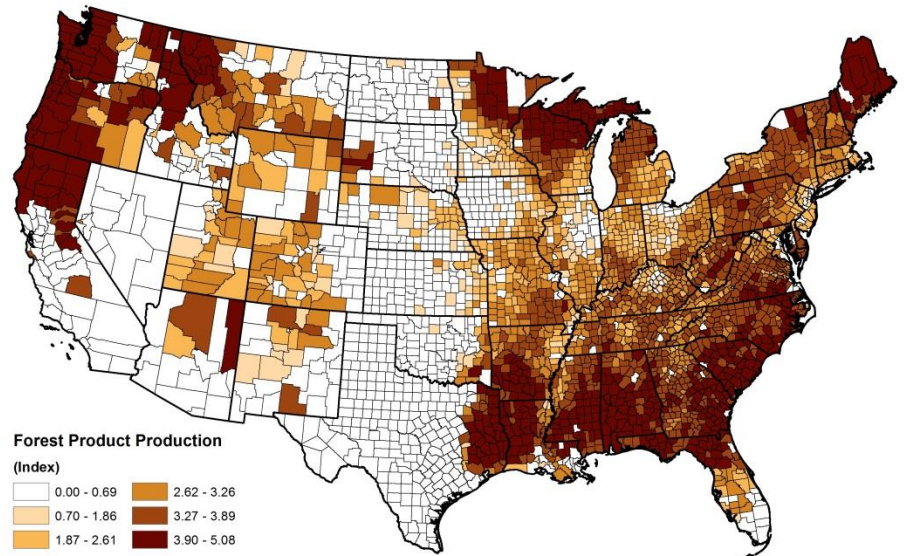 Forest Product Production
(Index)
0.00 - 0.69
2.62 - 3.26
0.70 - 1.86
3.27 - 3.89
1.87 - 2.61
3.90 - 5.08